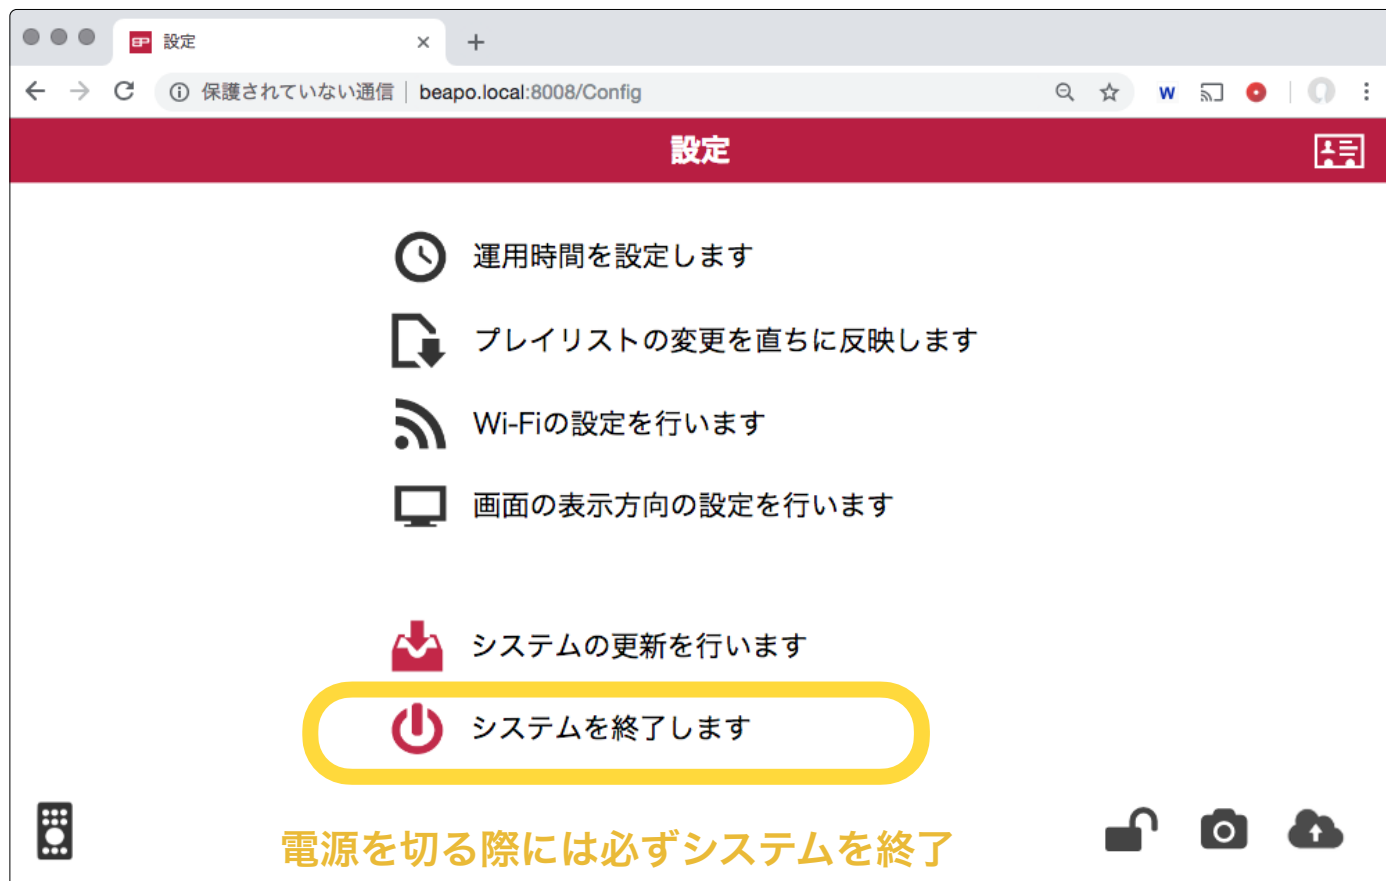 設定
保護されていない通信 | beapo.local:8008/Config
W
設定
運用時間を設定します
プレイリストの変更を直ちに反映します
Wi-Fiの設定を行います
画面の表示方向の設定を行います
システムの更新を行います
システムを終了します
電源を切る際には必ずシステムを終了